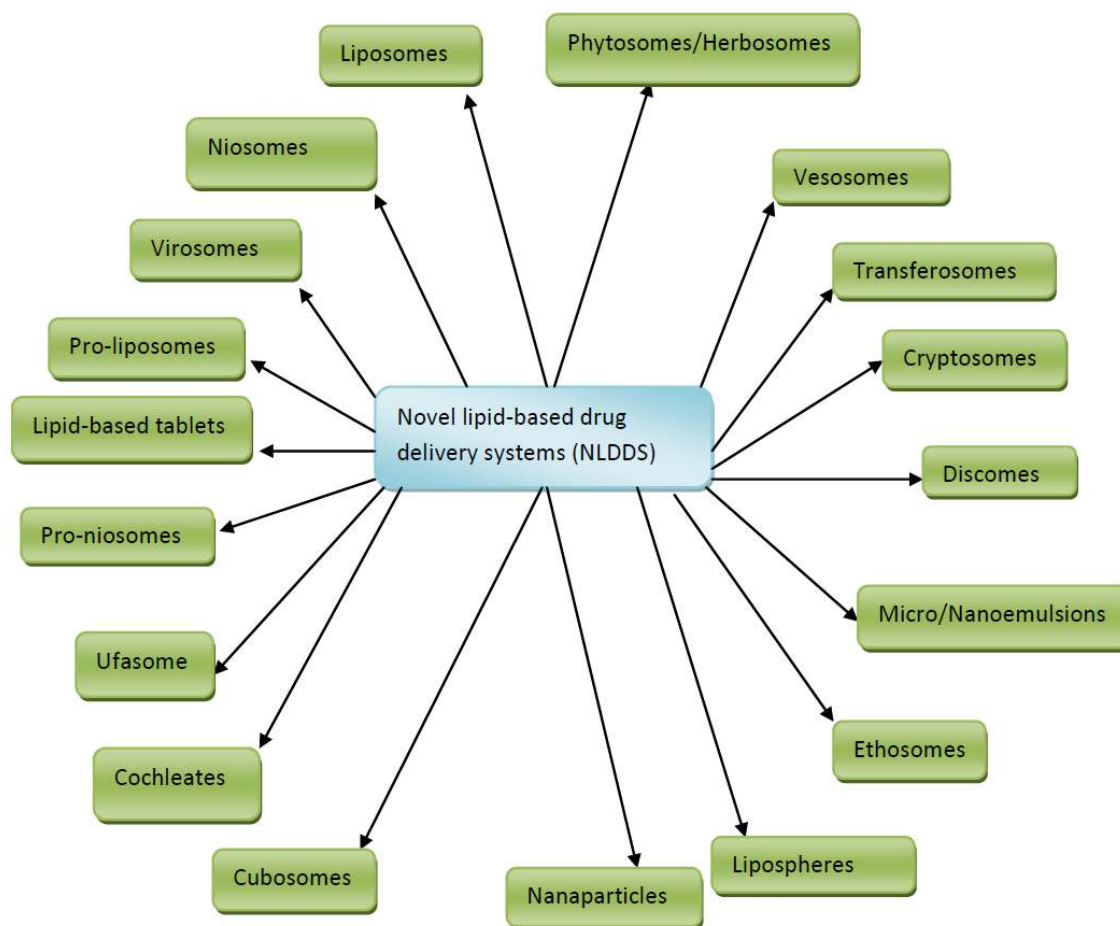 Liposomes
Phytosomes/Herbosomes
Niosomes
Vesosomes
Virosomes
Transferosomes
Pro-liposomes
Cryptosomes
Lipid-based tablets
Novel lipid-based drug
delivery systems (NLDDS)
Discomes
Pro-niosomes
Micro/Nanoemulsions
Ufasome
Ethosomes
Cochleates
Lipospheres
Cubosomes
Nanaparticles